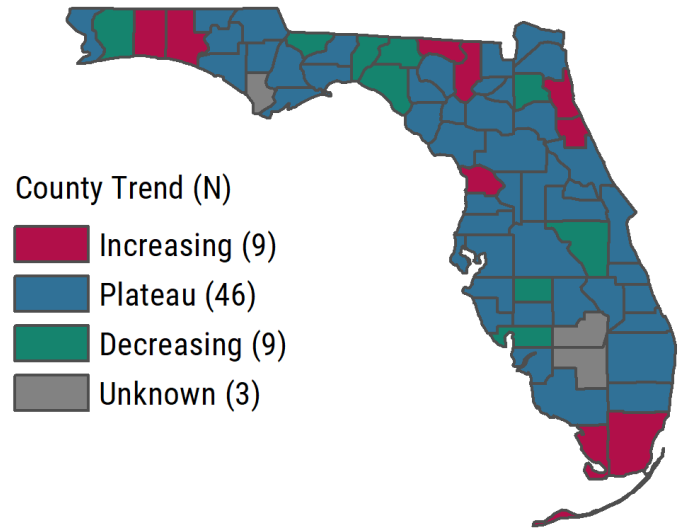 County Trend (N)
Increasing (9)
Plateau (46)
Decreasing (9)
Unknown (3)